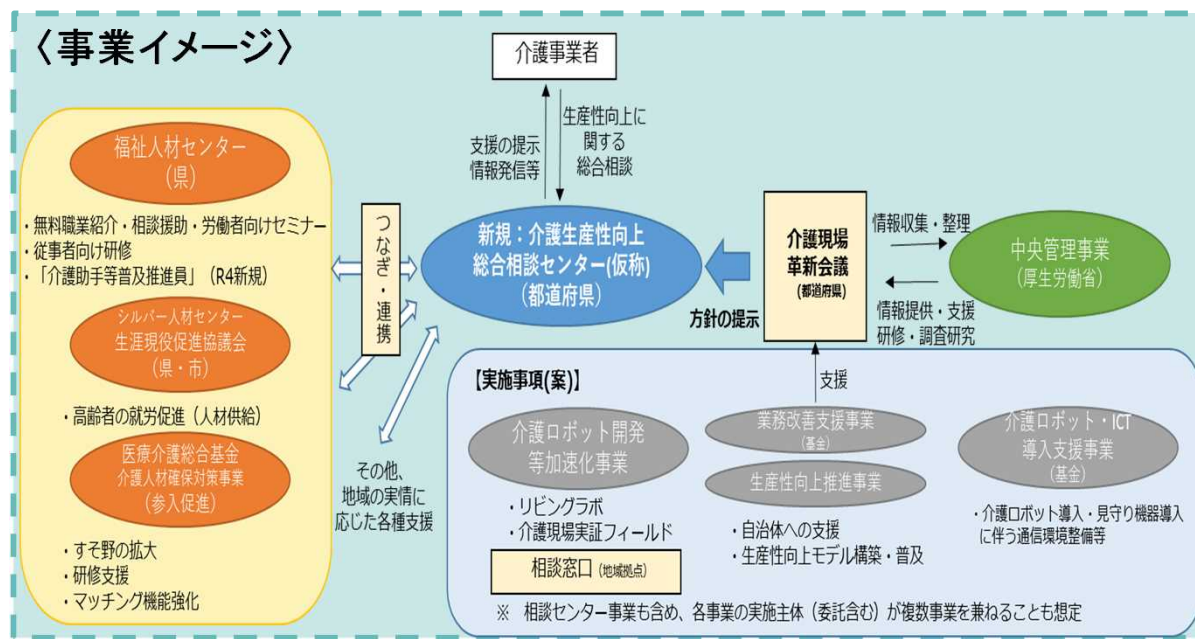 〈事業イメージ〉
介護事業者
支援の提示
情報発信等
生産性向上に
関する
総合相談
福祉人材センター
(県)
・無料職業紹介・相談援助・労働者向けセミナー
・従事者向け研修
・「介護助手等普及推進員」（R4新規）
シルバー人材センター
生涯現役促進協議会
(県・市)
・高齢者の就労促進（人材供給）
医療介護総合基金
介護人材確保対策事業
(参入促進)
・すそ野の拡大
・研修支援
・マッチング機能強化
つなぎ・連携
その他、
地域の実情に
応じた各種支援
新規：介護生産性向上
総合相談センター(仮称)
（都道府県）
方針の提示
介護現場
革新会議
(都道府県)
情報収集・整理
情報提供・支援
研修・調査研究
中央管理事業
(厚生労働省)
支援
【実施事項(案)】
介護ロボット開発
等加速化事業
・リビングラボ
・介護現場実証フィールド
相談窓口（地域拠点）
業務改善支援事業
(基金)
生産性向上推進事業
・自治体への支援
・生産性向上モデル構築・普及
介護ロボット・ICT
導入支援事業
(基金)
・介護ロボット導入・見守り機器導入
に伴う通信環境整備等
※ 相談センター事業も含め、各事業の実施主体（委託含む）が複数事業を兼ねることも想定